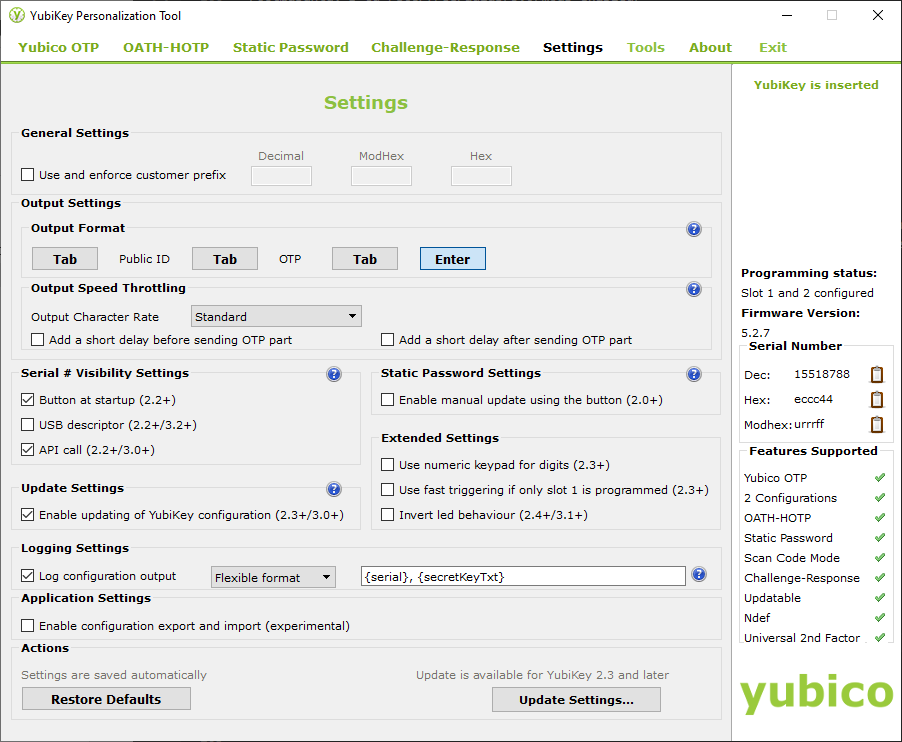 YubiKey Personalization Tool
Yubico OTP OATH-HOTP Static Password Challenge-Response Settings Tools About Exit
Settings
General Settings
Decimal ModHex Hex
Use and enforce customer prefix
Output Settings
Output Format
Tab Public ID Tab OTP Tab Enter
Output Speed Throttling
Output Character Rate Standard
Add a short delay before sending OTP part Add a short delay after sending OTP part
Serial # Visibility Settings
Button at startup (2.2+)
USB descriptor (2.2+/3.2+)
API call (2.2+/3.0+)
Static Password Settings
Enable manual update using the button (2.0+)
Extended Settings
Use numeric keypad for digits (2.3+)
Use fast triggering if only slot 1 is programmed (2.3+)
Invert led behaviour (2.4+/3.1+)
Update Settings
Enable updating of YubiKey configuration (2.3+/3.0+)
Logging Settings
Log configuration output Flexible format {serial}, {secretKeyTxt}
Application Settings
Enable configuration export and import (experimental)
Actions
Settings are saved automatically Update is available for YubiKey 2.3 and later
Restore Defaults Update Settings...
YubiKey is inserted
Programming status:
Slot 1 and 2 configured
Firmware Version:
5.2.7
Serial Number
Dec: 15518788
Hex: eccc44
Modhex: urrrff
Features Supported
Yubico OTP
2 Configurations
OATH-HOTP
Static Password
Scan Code Mode
Challenge-Response
Updatable
Ndef
Universal 2nd Factor
yubico